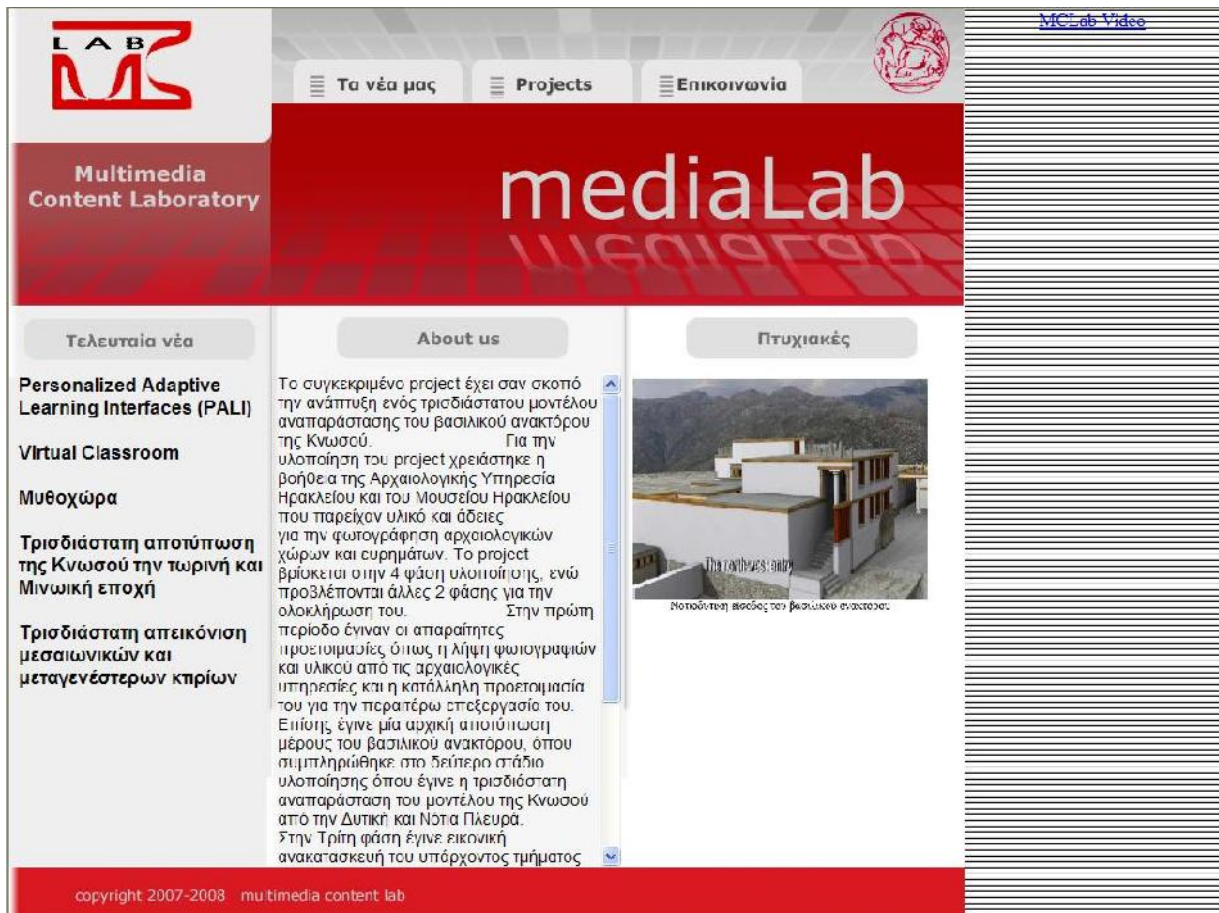 LAB
MC
Τα νέα μας
Projects
Επικοινωνία
MCLab Video
Multimedia
Content Laboratory
mediaLab
Τελευταία νέα
Personalized Adaptive
Learning Interfaces (PALI)
Virtual Classroom
Μυθοχώρα
Τρισδιάστατη αποτύπωση
της Κνωσού την τωρινή και
Μινωική εποχή
Τρισδιάστατη απεικόνιση
μεσαιωνικών και
μεταγενέστερων κτιρίων
About us
Το συγκεκριμένο project έχει σαν σκοπό
την ανάπτυξη ενός τρισδιάστατου μοντέλου
αναπαράστασης του βασιλικού ανακτόρου
της Κνωσού. Για την
υλοποίηση του project χρειάστηκε η
βοήθεια της Αρχαιολογικής Υπηρεσία
Ηρακλείου και του Μουσείου Ηρακλείου
που παρείχαν υλικό και άδειες
για την φωτογράφηση αρχαιολογικών
χώρων και ευρημάτων. Το project
βρίσκεται στην 4 φάση υλοποίησης, ενώ
προβλέπονται άλλες 2 φάσης για την
ολοκλήρωση του. Στην πρώτη
περίοδο έγιναν οι απαραίτητες
προετοιμασίες όπως η λήψη φωτογραφιών
και υλικού από τις αρχαιολογικές
υπηρεσίες και η κατάλληλη προετοιμασία
του για την περαιτέρω επεξεργασία του.
Επίσης έγινε μία αρχική αποτύπωση
μέρους του βασιλικού ανακτόρου, όπου
συμπληρώθηκε στο δεύτερο στάδιο
υλοποίησης όπου έγινε η τρισδιάστατη
αναπαράσταση του μοντέλου της Κνωσού
από την Δυτική και Νότια Πλευρά.
Στην Τρίτη φάση έγινε εικονική
ανακατασκευή του υπάρχοντος τμήματος
Πτυχιακές
Νοτιοδυτική είσοδος του βασιλικού ανακτόρου
copyright 2007-2008 multimedia content lab